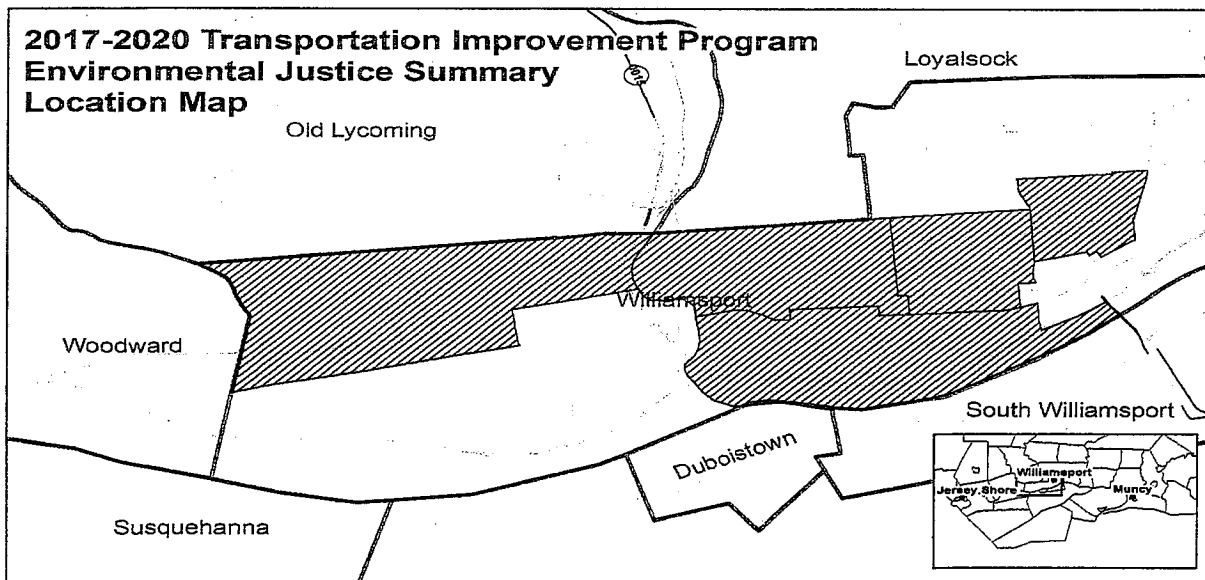 2017-2020 Transportation Improvement Program
Environmental Justice Summary
Location Map
Loyalsock
Old Lycoming
Williamsport
Woodward
South Williamsport
Duboistown
Susquehanna
Williamsport
Jersey Shore
Muncy